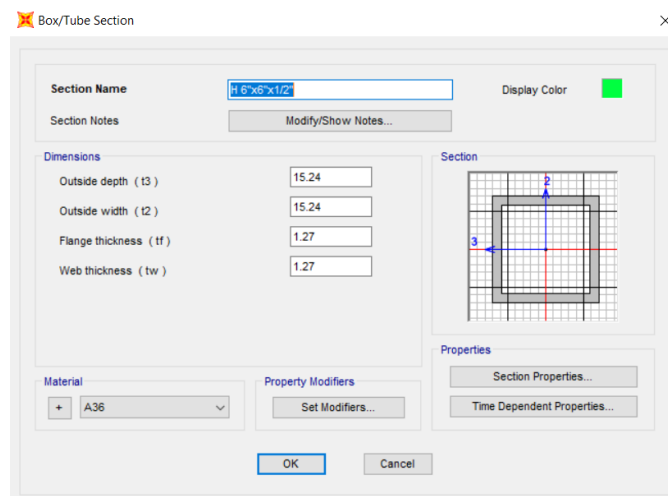 Box/Tube Section
Section Name
H 6"x6"x1/2"
Display Color
Section Notes
Modify/Show Notes...
Dimensions
Outside depth ( t3 )
15.24
Outside width ( t2 )
15.24
Flange thickness ( tf )
1.27
Web thickness ( tw )
1.27
Section
2
3
Properties
Section Properties...
Time Dependent Properties...
Material
+ A36
Property Modifiers
Set Modifiers...
OK
Cancel